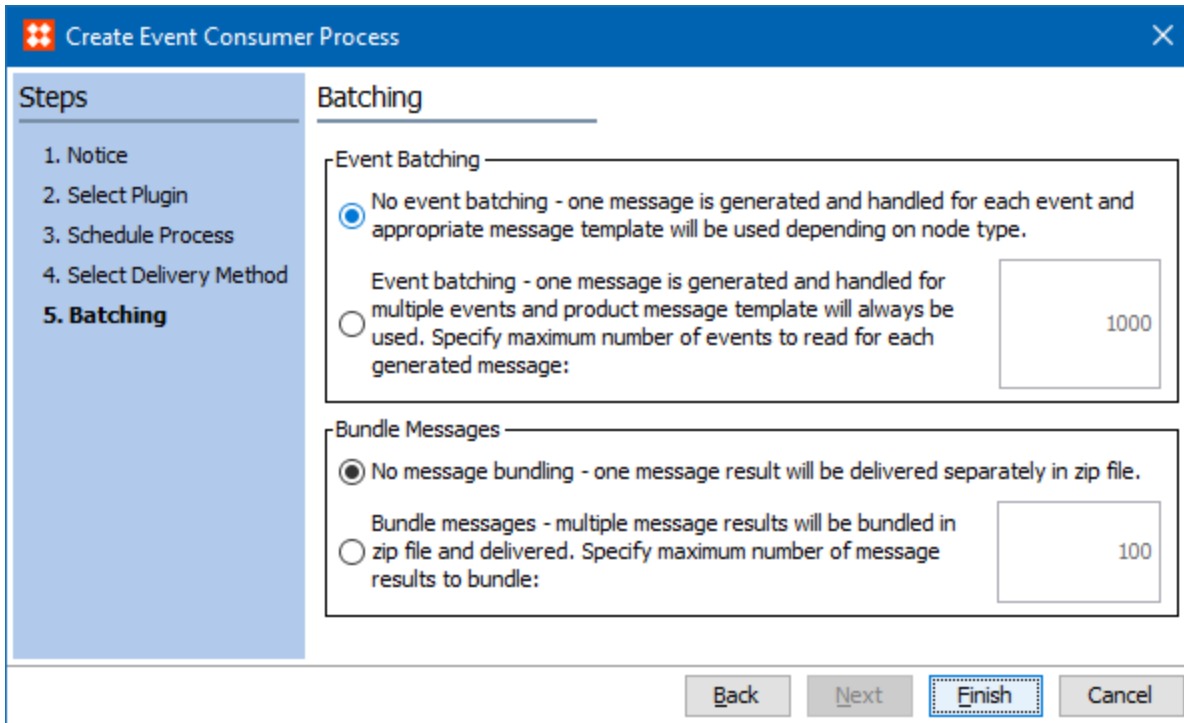 Create Event Consumer Process
Steps
1. Notice
2. Select Plugin
3. Schedule Process
4. Select Delivery Method
5. Batching
Batching
Event Batching
No event batching - one message is generated and handled for each event and
appropriate message template will be used depending on node type.
Event batching - one message is generated and handled for
multiple events and product message template will always be
used. Specify maximum number of events to read for each
generated message:
1000
Bundle Messages
No message bundling - one message result will be delivered separately in zip file.
Bundle messages - multiple message results will be bundled in
zip file and delivered. Specify maximum number of message
results to bundle:
100
Back
Next
Finish
Cancel